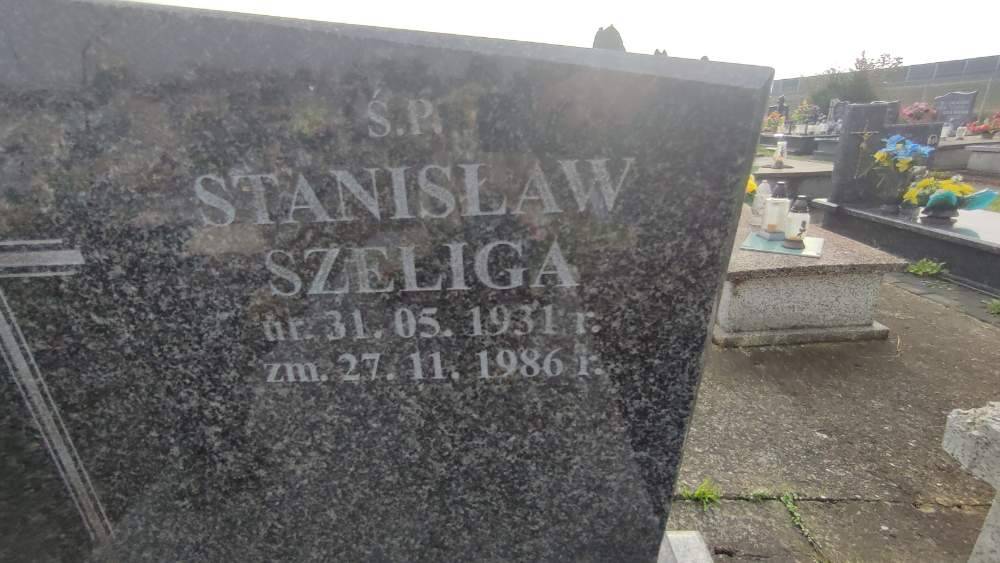 Ś.P.
STANISŁAW
SZELIGA
ur. 31. 05. 1931 r.
zm. 27. 11. 1986 r.